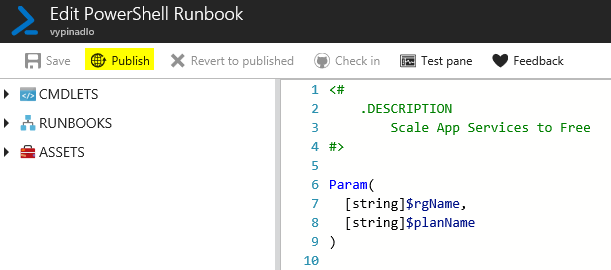 Edit PowerShell Runbook
vypinadlo
Save Publish Revert to published Check in Test pane Feedback
CMDLETS
RUNBOOKS
ASSETS
1 <#
2 .DESCRIPTION
3 Scale App Services to Free
4 #>
5
6 Param(
7 [string]$rgName,
8 [string]$planName
9 )
10